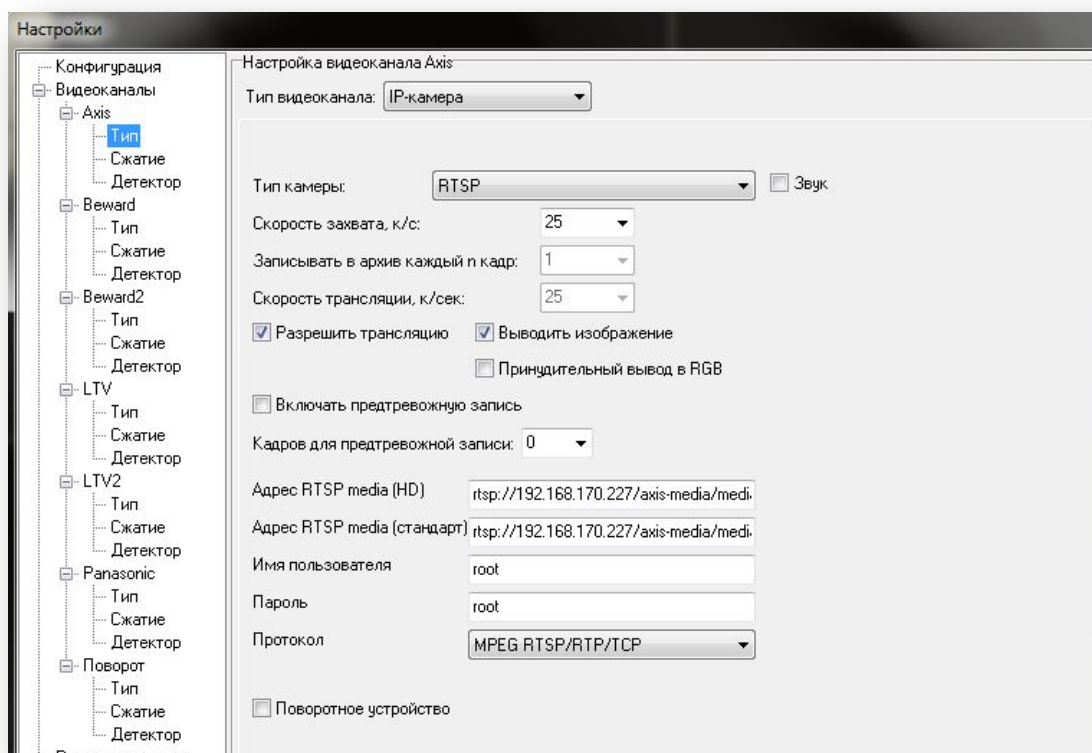 Настройки
Конфигурация
Видеоканалы
Axis
Тип
Сжатие
Детектор
Beward
Тип
Сжатие
Детектор
Beward2
Тип
Сжатие
Детектор
LTV
Тип
Сжатие
Детектор
LTV2
Тип
Сжатие
Детектор
Panasonic
Тип
Сжатие
Детектор
Поворот
Тип
Сжатие
Детектор
Настройка видеоканала Axis
Тип видеоканала: IP-камера
Тип камеры: RTSP Звук
Скорость захвата, к/с: 25
Записывать в архив каждый n кадр: 1
Скорость трансляции, к/сек: 25
Разрешить трансляцию Выводить изображение
Принудительный вывод в RGB
Включать предтревожную запись
Кадров для предтревожной записи: 0
Адрес RTSP media (HD) rtsp://192.168.170.227/axis-media/medi
Адрес RTSP media (стандарт) rtsp://192.168.170.227/axis-media/medi
Имя пользователя root
Пароль root
Протокол MPEG RTSP/RTP/TCP
Поворотное устройство